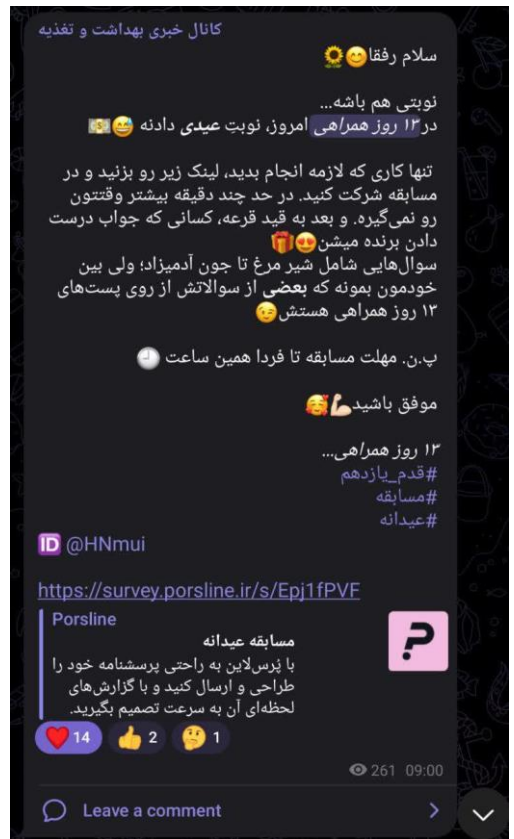 کانال خبری بهداشت و تغذیه
سلام رفقا😊🌻
نوبتی هم باشه...
در ۱۳ روز همراهی امروز، نوبتِ عیدی دادنه 😅💵
تنها کاری که لازمه انجام بدید، لینک زیر رو بزنید و در
مسابقه شرکت کنید. در حد چند دقیقه بیشتر وقتتون
رو نمی‌گیره. و بعد به قید قرعه، کسانی که جواب درست
دادن برنده میشن😍🎁
سوال‌هایی شامل شیر مرغ تا جون آدمیزاد؛ ولی بین
خودمون بمونه که بعضی از سوالاتش از روی پست‌های
۱۳ روز همراهی هستش😉
پ.ن. مهلت مسابقه تا فردا همین ساعت 🕘
موفق باشید💪🏻🥰
۱۳ روز همراهی...
#قدم_یازدهم
#مسابقه
#عیدانه
🆔 @HNmui
https://survey.porsline.ir/s/Epj1fPVF
Porsline
مسابقه عیدانه
با پُرس‌لاین به راحتی پرسشنامه خود را
طراحی و ارسال کنید و با گزارش‌های
لحظه‌ای آن به سرعت تصمیم بگیرید.
❤️ 14 👍 2 🤔 1
261 09:00
Leave a comment